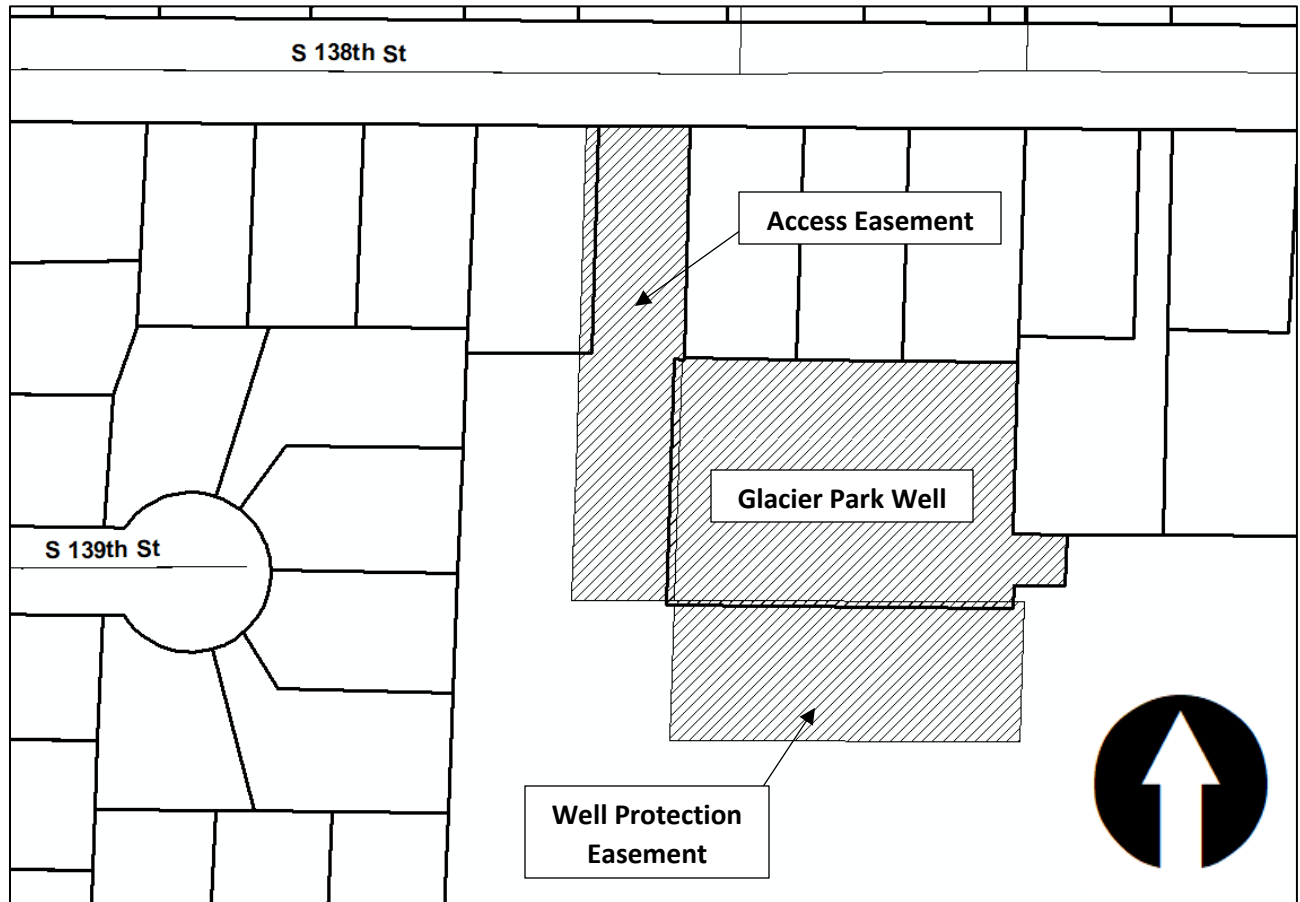 S 138th St
Access Easement
Glacier Park Well
S 139th St
Well Protection
Easement